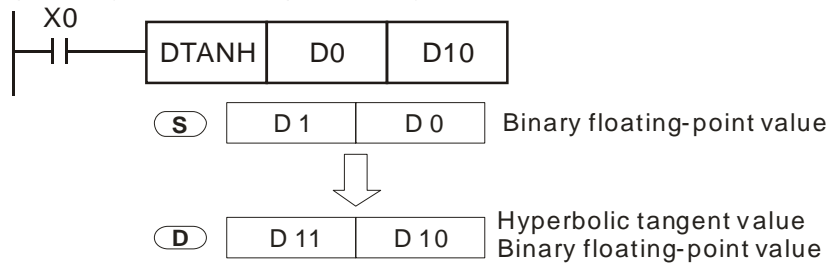 X0
DTANH D0 D10
S D 1 D 0 Binary floating-point value
Hyperbolic tangent value
D D 11 D 10 Binary floating-point value